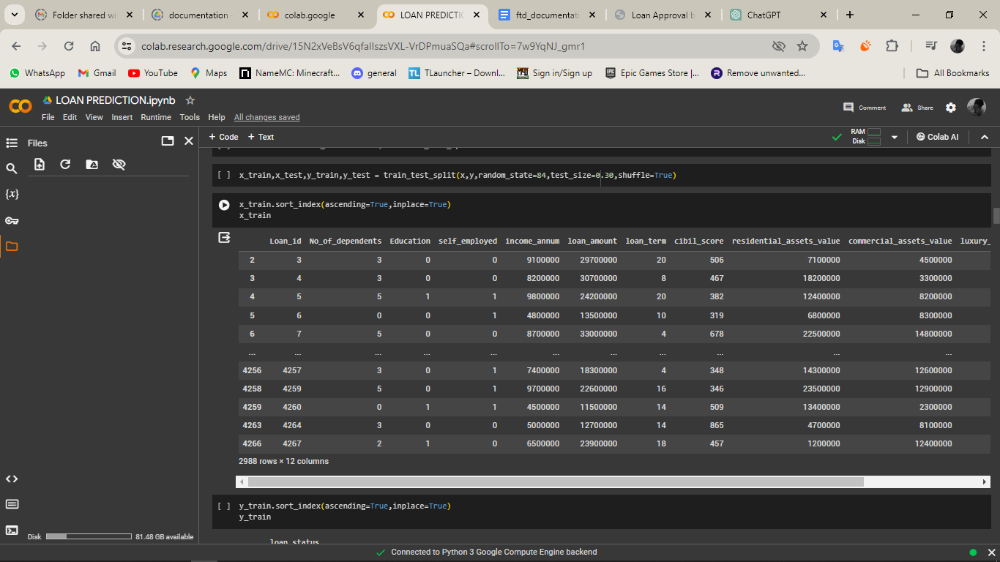 Folder shared wi
documentation
colab.google
LOAN PREDICTIC
ftd_documentati
Loan Approval b
ChatGPT
colab.research.google.com/drive/15N2xVeBsV6qfaIIszsVXL-VrDPmuaSQa#scrollTo=7w9YqNJ_gmr1
WhatsApp
Gmail
YouTube
Maps
NameMC: Minecraft...
general
TLauncher – Downl...
Sign in/Sign up
Epic Games Store |...
Remove unwanted...
All Bookmarks
LOAN PREDICTION.ipynb
File Edit View Insert Runtime Tools Help All changes saved
Comment
Share
Files
+ Code + Text
RAM
Disk
Colab AI
{x}
[ ] x_train,x_test,y_train,y_test = train_test_split(x,y,random_state=84,test_size=0.30,shuffle=True)
x_train.sort_index(ascending=True,inplace=True)
x_train
Loan_id No_of_dependents Education self_employed income_annum loan_amount loan_term cibil_score residential_assets_value commercial_assets_value luxury_
2 3 3 0 0 9100000 29700000 20 506 7100000 4500000
3 4 3 0 0 8200000 30700000 8 467 18200000 3300000
4 5 5 1 1 9800000 24200000 20 382 12400000 8200000
5 6 0 0 1 4800000 13500000 10 319 6800000 8300000
6 7 5 0 0 8700000 33000000 4 678 22500000 14800000
... ... ... ... ... ... ... ... ... ... ...
4256 4257 3 0 1 7400000 18300000 4 348 14300000 12600000
4258 4259 5 0 1 9700000 22600000 16 346 23500000 12900000
4259 4260 0 1 1 4500000 11500000 14 509 13400000 2300000
4263 4264 3 0 0 5000000 12700000 14 865 4700000 8100000
4266 4267 2 1 0 6500000 23900000 18 457 1200000 12400000
2988 rows × 12 columns
[ ] y_train.sort_index(ascending=True,inplace=True)
y_train
loan_status
Disk 81.48 GB available
Connected to Python 3 Google Compute Engine backend